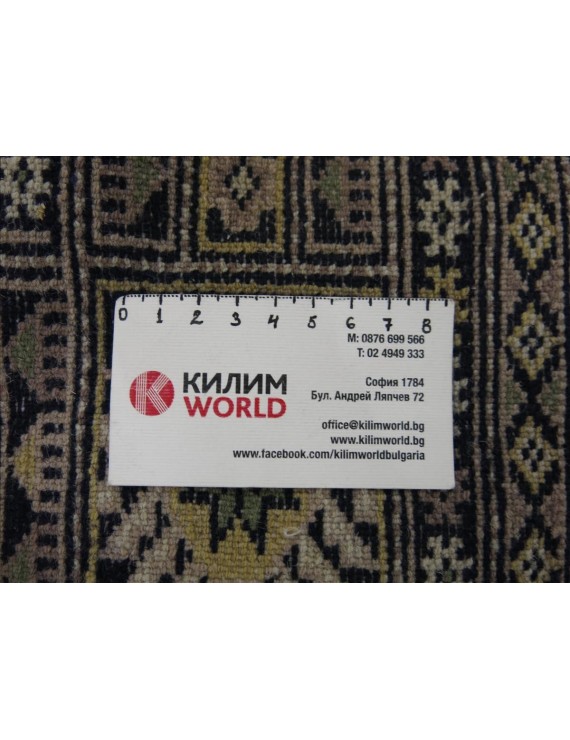 0 1 2 3 4 5 6 7 8
M: 0876 699 566
T: 02 4949 333
КИЛИМ
WORLD
София 1784
Бул. Андрей Ляпчев 72
office@kilimworld.bg
www.kilimworld.bg
www.facebook.com/kilimworldbulgaria